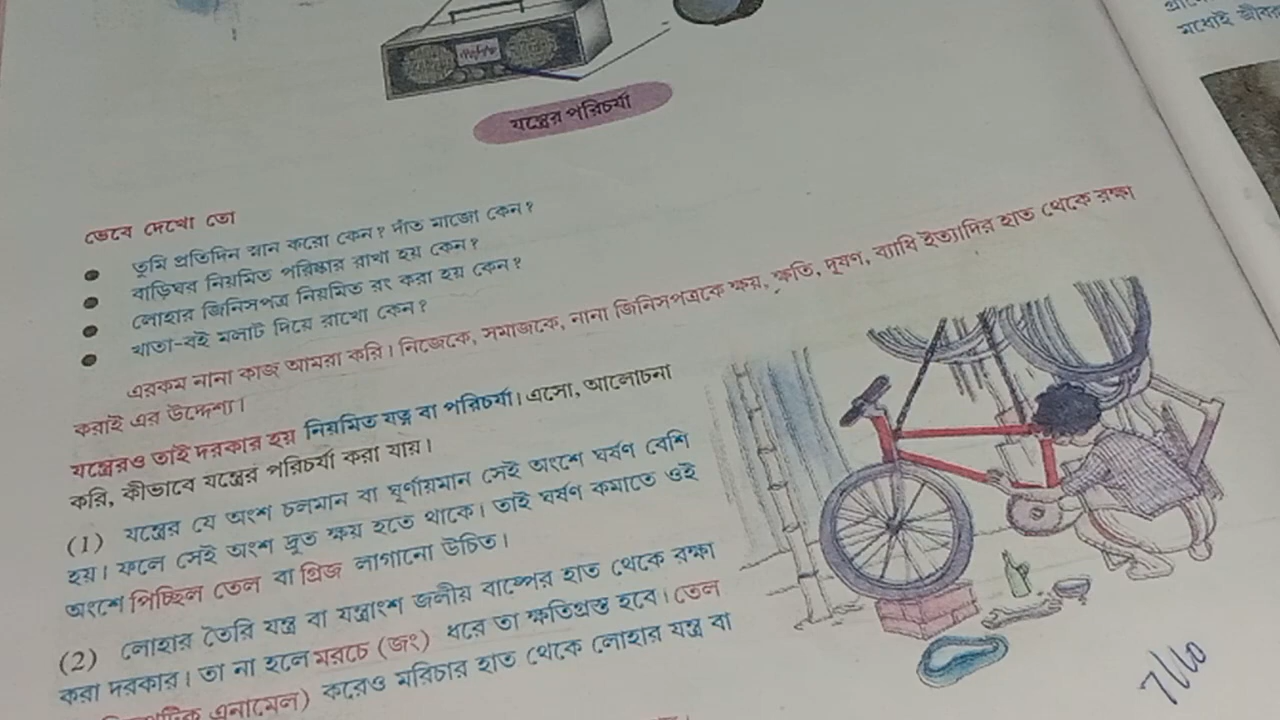 যন্ত্রের পরিচর্যা
ভেবে দেখো তো
তুমি প্রতিদিন স্নান করো কেন? দাঁত মাজো কেন?
বাড়িঘর নিয়মিত পরিষ্কার রাখা হয় কেন?
লোহার জিনিসপত্র নিয়মিত রং করা হয় কেন?
খাতা-বই মলাট দিয়ে রাখো কেন?
এরকম নানা কাজ আমরা করি। নিজেকে, সমাজকে, নানা জিনিসপত্রকে ক্ষয়, ক্ষতি, দূষণ, ব্যাধি ইত্যাদির হাত থেকে রক্ষা
করাই এর উদ্দেশ্য।
যন্ত্রেরও তাই দরকার হয় নিয়মিত যত্ন বা পরিচর্যা। এসো, আলোচনা
করি, কীভাবে যন্ত্রের পরিচর্যা করা যায়।
(1) যন্ত্রের যে অংশ চলমান বা ঘূর্ণায়মান সেই অংশে ঘর্ষণ বেশি
হয়। ফলে সেই অংশ দ্রুত ক্ষয় হতে থাকে। তাই ঘর্ষণ কমাতে ওই
অংশে পিচ্ছিল তেল বা গ্রিজ লাগানো উচিত।
(2) লোহার তৈরি যন্ত্র বা যন্ত্রাংশ জলীয় বাষ্পের হাত থেকে রক্ষা
করা দরকার। তা না হলে মরচে (জং) ধরে তা ক্ষতিগ্রস্ত হবে। তেল
এনামেল) করেও মরিচার হাত থেকে লোহার যন্ত্র বা
মধ্যেই
7/10